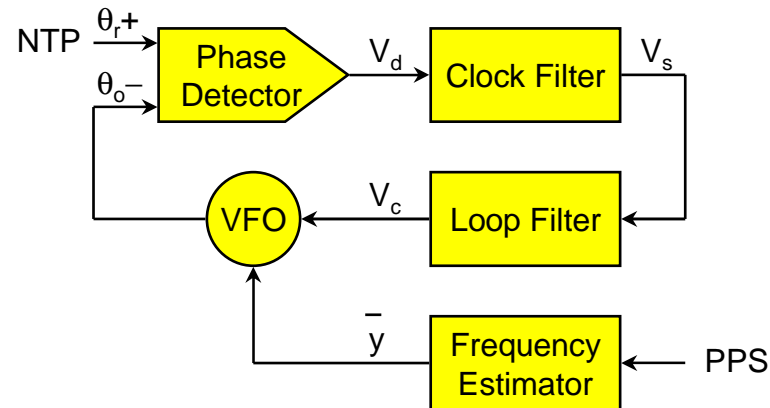 NTP
θr+
θo−
Phase
Detector
Vd
Clock Filter
Vs
VFO
Vc
Loop Filter
y̅
Frequency
Estimator
PPS